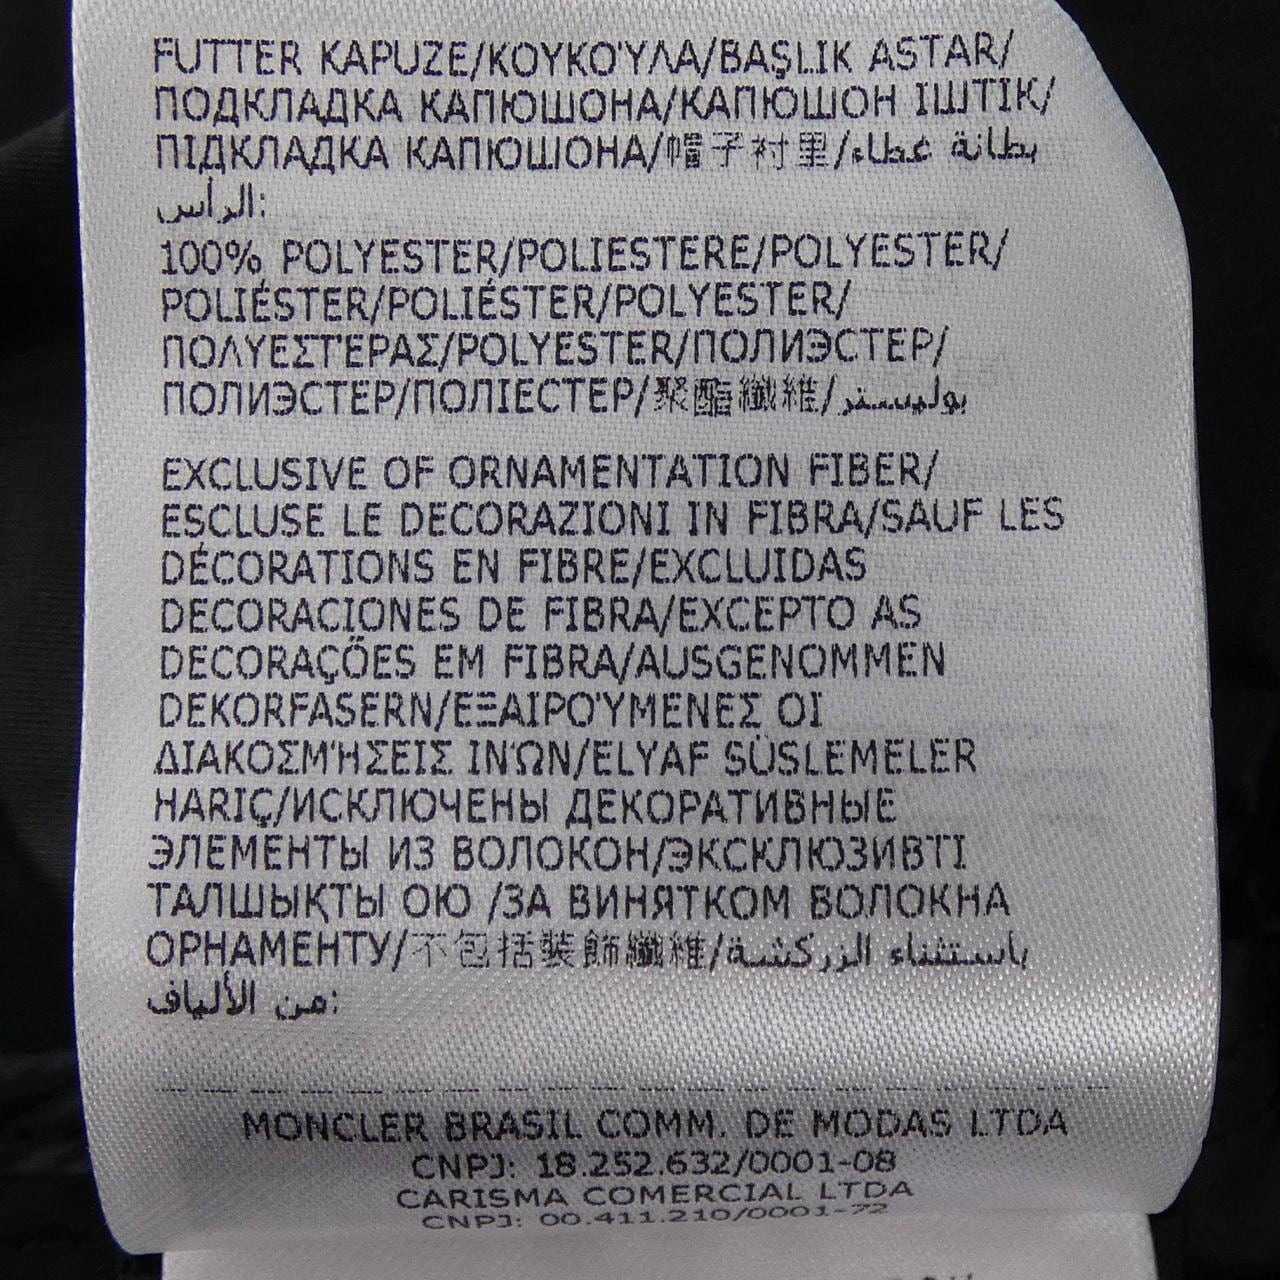 FUTTER KAPUZE/ΚΟΥΚΟΎΛΑ/BAŞLIK ASTAR/
ПОДКЛАДКА КАПЮШОНА/КАПЮШОН ІШТІК/
ПІДКЛАДКА КАПЮШОНА/帽子衬里/بطانة غطاء
الرأس:
100% POLYESTER/POLIESTERE/POLYESTER/
POLIÉSTER/POLIÉSTER/POLYESTER/
ΠΟΛΥΕΣΤΈΡΑΣ/POLYESTER/ПОЛИЭСТЕР/
ПОЛИЭСТЕР/ПОЛІЕСТЕР/聚酯纖維/بوليستر
EXCLUSIVE OF ORNAMENTATION FIBER/
ESCLUSE LE DECORAZIONI IN FIBRA/SAUF LES
DÉCORATIONS EN FIBRE/EXCLUIDAS
DECORACIONES DE FIBRA/EXCEPTO AS
DECORAÇÕES EM FIBRA/AUSGENOMMEN
DEKORFASERN/ΕΞΑΙΡΟΎΜΕΝΕΣ ΟΙ
ΔΙΑΚΟΣΜΉΣΕΙΣ ΙΝΏΝ/ELYAF SÜSLEMELER
HARIÇ/ИСКЛЮЧЕНЫ ДЕКОРАТИВНЫЕ
ЭЛЕМЕНТЫ ИЗ ВОЛОКОН/ЭКСКЛЮЗИВТІ
ТАЛШЫҚТЫ ОЮ /ЗА ВИНЯТКОМ ВОЛОКНА
ОРНАМЕНТУ/不包括裝飾纖維/باستثناء الزركشة
من الألياف:
MONCLER BRASIL COMM. DE MODAS LTDA
CNPJ: 18.252.632/0001-08
CARISMA COMERCIAL LTDA
CNPJ: 00.411.210/0001-72